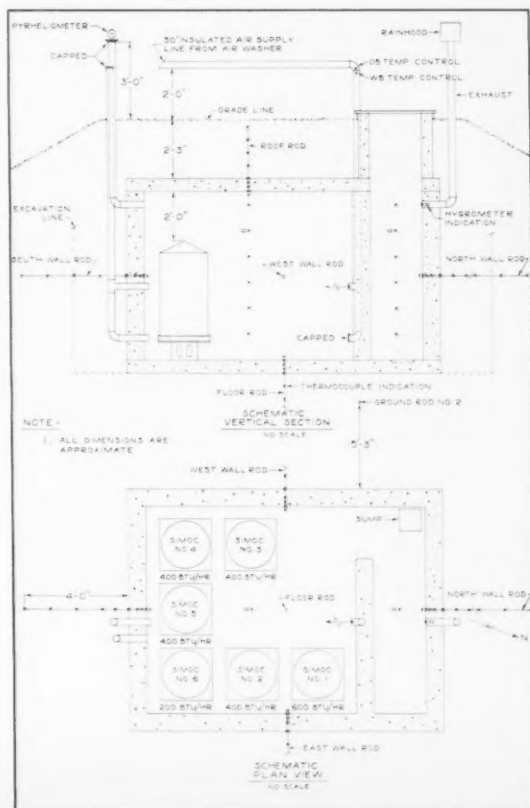 PYRHELIOMETER
CAPPED
3'-0"
50' INSULATED AIR SUPPLY
LINE FROM AIR WASHER
2'-0"
GRADE LINE
DB TEMP. CONTROL
WB TEMP. CONTROL
RAINHOOD
EXHAUST
2'-3"
ROOF ROD
EXCAVATION
LINE
2'-0"
HYGROMETER
INDICATION
SOUTH WALL ROD
WEST WALL ROD
NORTH WALL ROD
CAPPED
FLOOR ROD
THERMOCOUPLE INDICATION
SCHEMATIC
VERTICAL SECTION
NO SCALE
GROUND ROD NO. 2
5'-3"
NOTE -
1. ALL DIMENSIONS ARE
APPROXIMATE
WEST WALL ROD
SUMP
SIMOC
NO. 4
SIMOC
NO. 3
400 BTU/HR
400 BTU/HR
4'-0"
SIMOC
NO. 5
FLOOR ROD
NORTH WALL ROD
400 BTU/HR
N
SIMOC
NO. 6
SIMOC
NO. 2
SIMOC
NO. 1
200 BTU/HR
400 BTU/HR
600 BTU/HR
EAST WALL ROD
SCHEMATIC
PLAN VIEW
NO SCALE